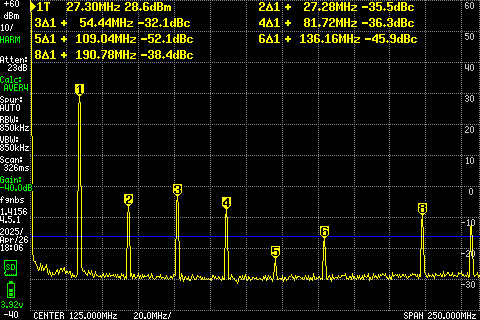 +60
dBm
10/
HARM
Atten:
23dB
Calc:
AVER4
Spur:
AUTO
RBW:
850kHz
VBW:
850kHz
Scan:
326ms
Gain:
-40.0dB
f9nbs
1.4156
4.5.1
2025/
Apr/26
18:06
SD
3.92v
-40
1T 27.30MHz 28.6dBm
2Δ1 + 27.28MHz -35.5dBc
3Δ1 + 54.44MHz -32.1dBc
4Δ1 + 81.72MHz -36.3dBc
5Δ1 + 109.04MHz -52.1dBc
6Δ1 + 136.16MHz -45.9dBc
8Δ1 + 190.78MHz -38.4dBc
1
2
3
4
5
6
8
60
50
40
30
20
10
0
-10
-20
-30
CENTER 125.000MHz 20.0MHz/ SPAN 250.000MHz